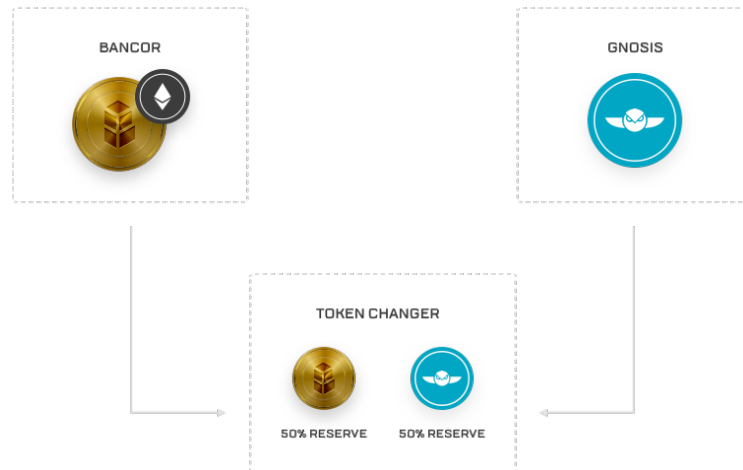 BANCOR
GNOSIS
TOKEN CHANGER
50% RESERVE
50% RESERVE